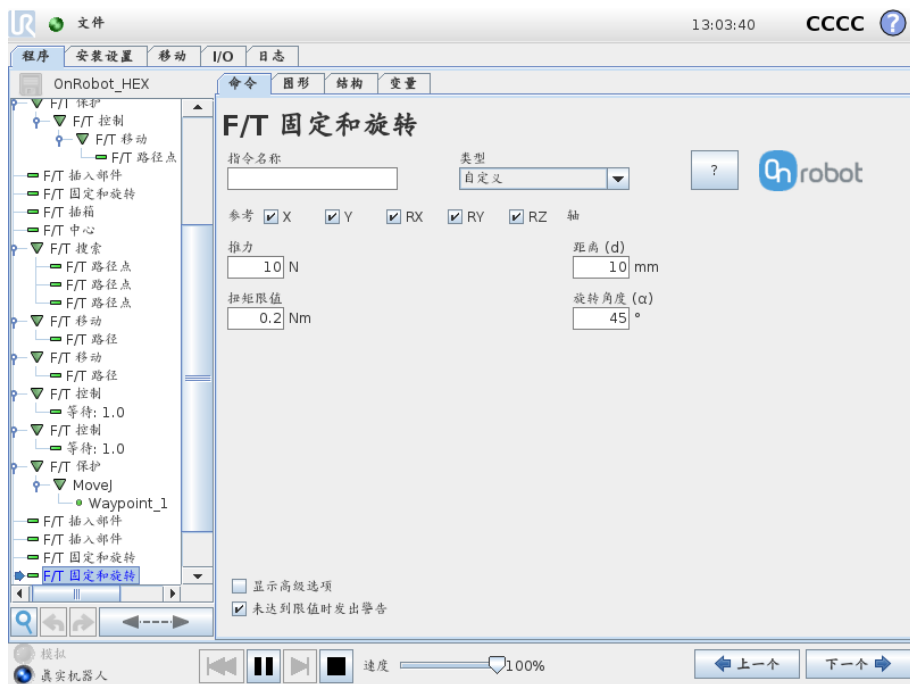 UR 文件 13:03:40 CCCC ?
程序 安装设置 移动 I/O 日志
OnRobot_HEX 命令 图形 结构 变量
F/T 保护
F/T 控制
F/T 移动
F/T 路径点
F/T 插入部件
F/T 固定和旋转
F/T 插箱
F/T 中心
F/T 搜索
F/T 路径点
F/T 路径点
F/T 路径点
F/T 移动
F/T 路径
F/T 移动
F/T 路径
F/T 控制
等待: 1.0
F/T 控制
等待: 1.0
F/T 保护
MoveJ
Waypoint_1
F/T 插入部件
F/T 插入部件
F/T 固定和旋转
F/T 固定和旋转
F/T 固定和旋转
指令名称 类型
自定义 ? On robot
参考 X Y RX RY RZ 轴
推力 距离 (d)
10 N 10 mm
扭矩限值 旋转角度 (α)
0.2 Nm 45 °
显示高级选项
未达到限值时发出警告
模拟
真实机器人
速度 100% 上一个 下一个